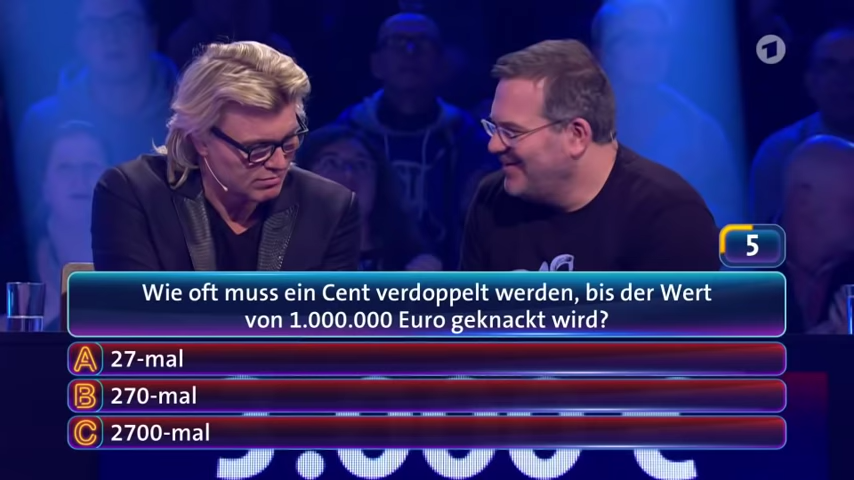 1
5
Wie oft muss ein Cent verdoppelt werden, bis der Wert
von 1.000.000 Euro geknackt wird?
A 27-mal
B 270-mal
C 2700-mal